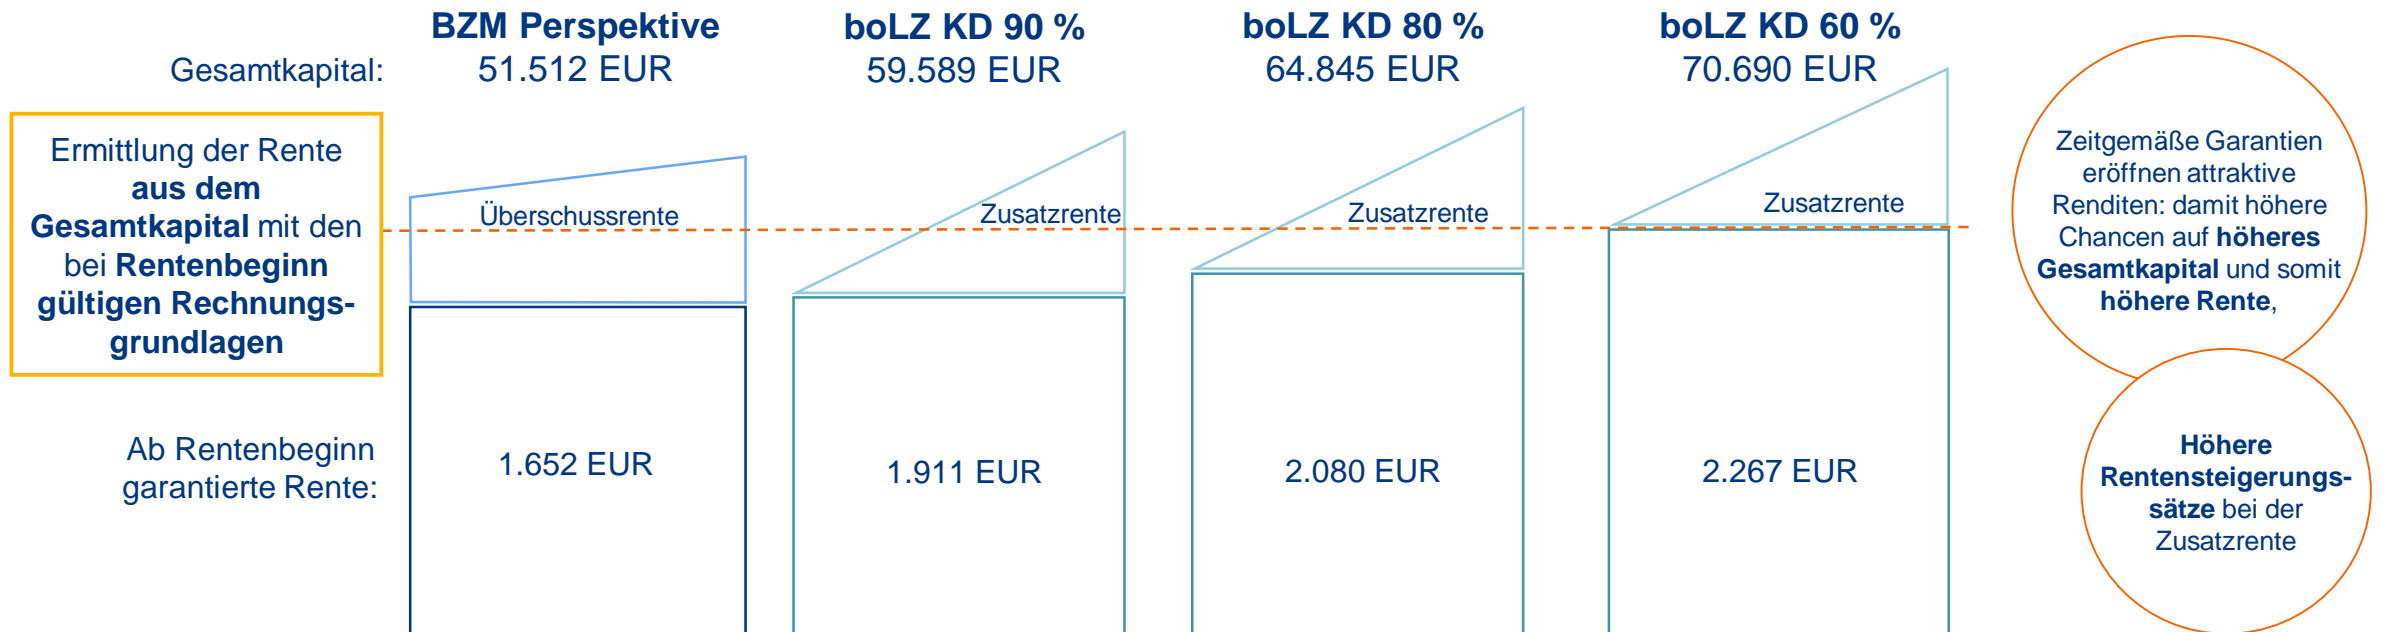 BZM Perspektive
boLZ KD 90 %
boLZ KD 80 %
boLZ KD 60 %
Gesamtkapital:
51.512 EUR
59.589 EUR
64.845 EUR
70.690 EUR
Ermittlung der Rente
aus dem
Gesamtkapital mit den
bei Rentenbeginn
gültigen Rechnungs-
grundlagen
Überschussrente
Zusatzrente
Zusatzrente
Zusatzrente
Zeitgemäße Garantien
eröffnen attraktive
Renditen: damit höhere
Chancen auf höheres
Gesamtkapital und somit
höhere Rente,
Ab Rentenbeginn
garantierte Rente:
1.652 EUR
1.911 EUR
2.080 EUR
2.267 EUR
Höhere
Rentensteigerungs-
sätze bei der
Zusatzrente